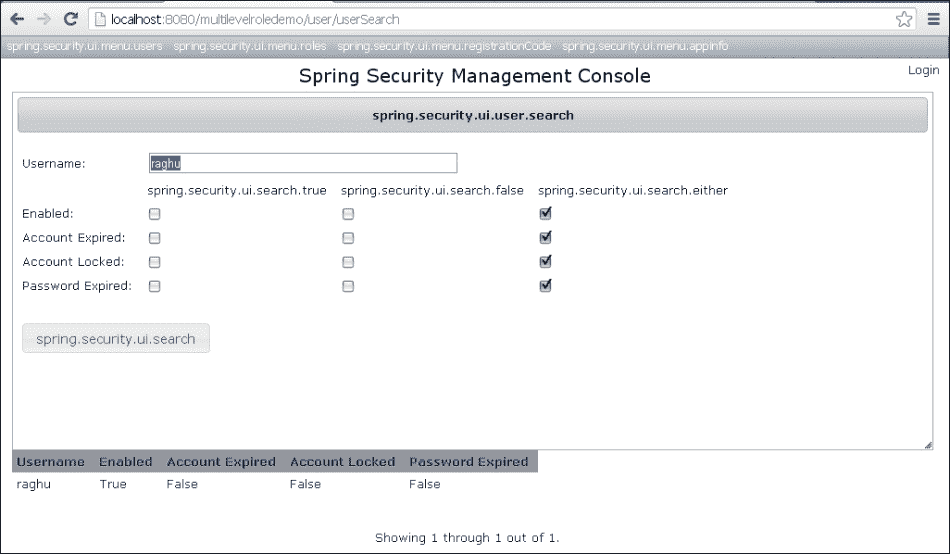 localhost:8080/multilevelroledemo/user/userSearch
spring.security.ui.menu.users spring.security.ui.menu.roles spring.security.ui.menu.registrationCode spring.security.ui.menu.appinfo
Login
Spring Security Management Console
spring.security.ui.user.search
Username: raghu
spring.security.ui.search.true spring.security.ui.search.false spring.security.ui.search.either
Enabled:
Account Expired:
Account Locked:
Password Expired:
spring.security.ui.search
Username Enabled Account Expired Account Locked Password Expired
raghu True False False False
Showing 1 through 1 out of 1.